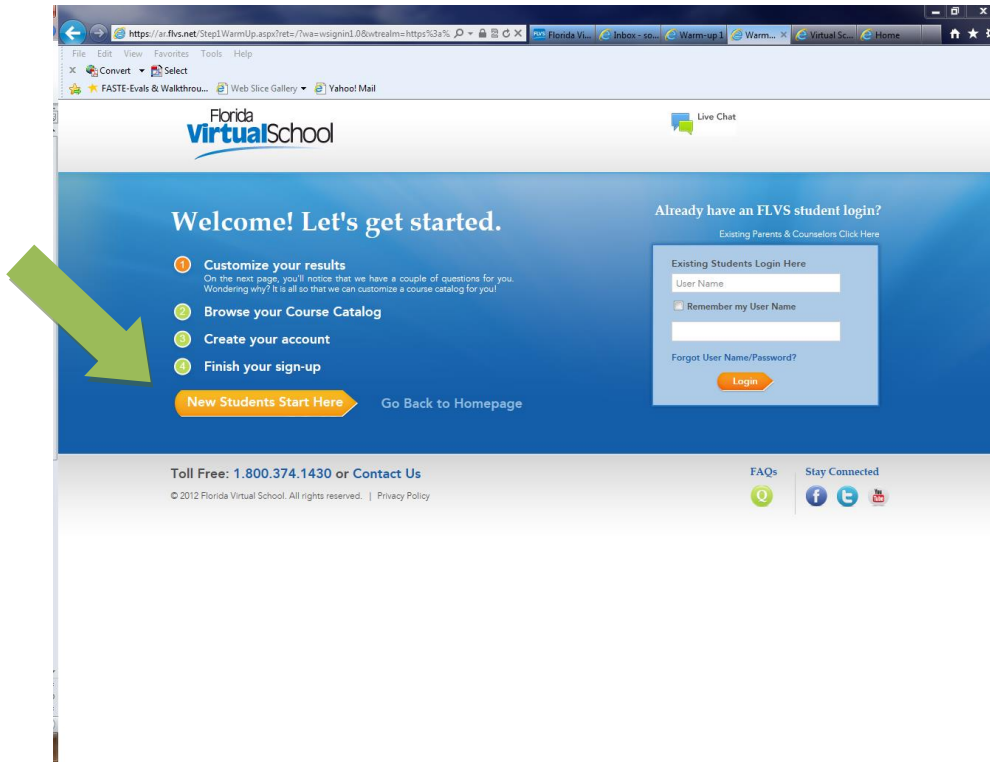 https://ar.flvs.net/Step1WarmUp.aspx?ret=/?wa=wsignin1.0&wtrealm=https%3a%
Florida Vi...
Inbox - so...
Warm-up 1
Warm...
Virtual Sc...
Home
File Edit View Favorites Tools Help
x Convert Select
FASTE-Evals & Walkthrou... Web Slice Gallery Yahoo! Mail
Florida
VirtualSchool
Live Chat
Welcome! Let's get started.
1 Customize your results
On the next page, you'll notice that we have a couple of questions for you.
Wondering why? It is all so that we can customize a course catalog for you!
2 Browse your Course Catalog
3 Create your account
4 Finish your sign-up
New Students Start Here Go Back to Homepage
Already have an FLVS student login?
Existing Parents & Counselors Click Here
Existing Students Login Here
User Name
Remember my User Name
Forgot User Name/Password?
Login
Toll Free: 1.800.374.1430 or Contact Us
© 2012 Florida Virtual School. All rights reserved. | Privacy Policy
FAQs
Q
Stay Connected
f t You Tube